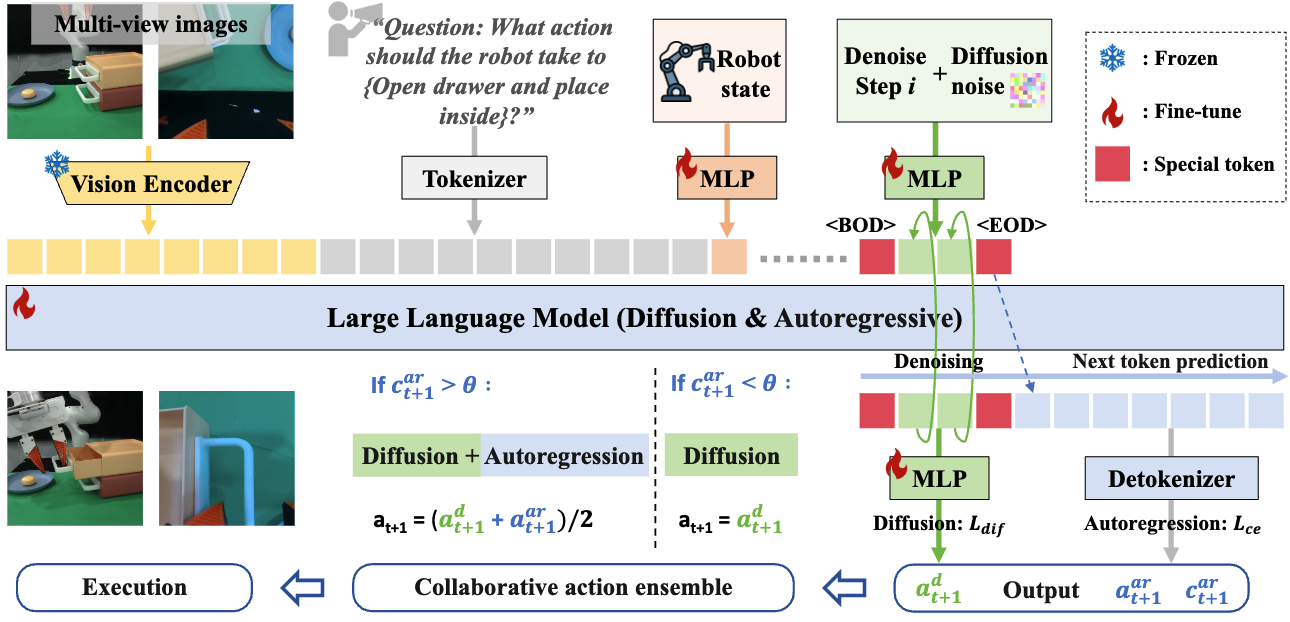 Multi-view images
“Question: What action
should the robot take to
{Open drawer and place
inside}?”
Robot
state
Denoise
Step i
+
Diffusion
noise
: Frozen
: Fine-tune
: Special token
Vision Encoder
Tokenizer
MLP
MLP
<BOD>
<EOD>
Large Language Model (Diffusion & Autoregressive)
Denoising
Next token prediction
If c^{ar}_{t+1} > θ :
If c^{ar}_{t+1} < θ :
Diffusion + Autoregression
Diffusion
a_{t+1} = (a^{d}_{t+1} + a^{ar}_{t+1})/2
a_{t+1} = a^{d}_{t+1}
MLP
Detokenizer
Diffusion: L_{dif}
Autoregression: L_{ce}
Execution
Collaborative action ensemble
a^{d}_{t+1} Output a^{ar}_{t+1} c^{ar}_{t+1}